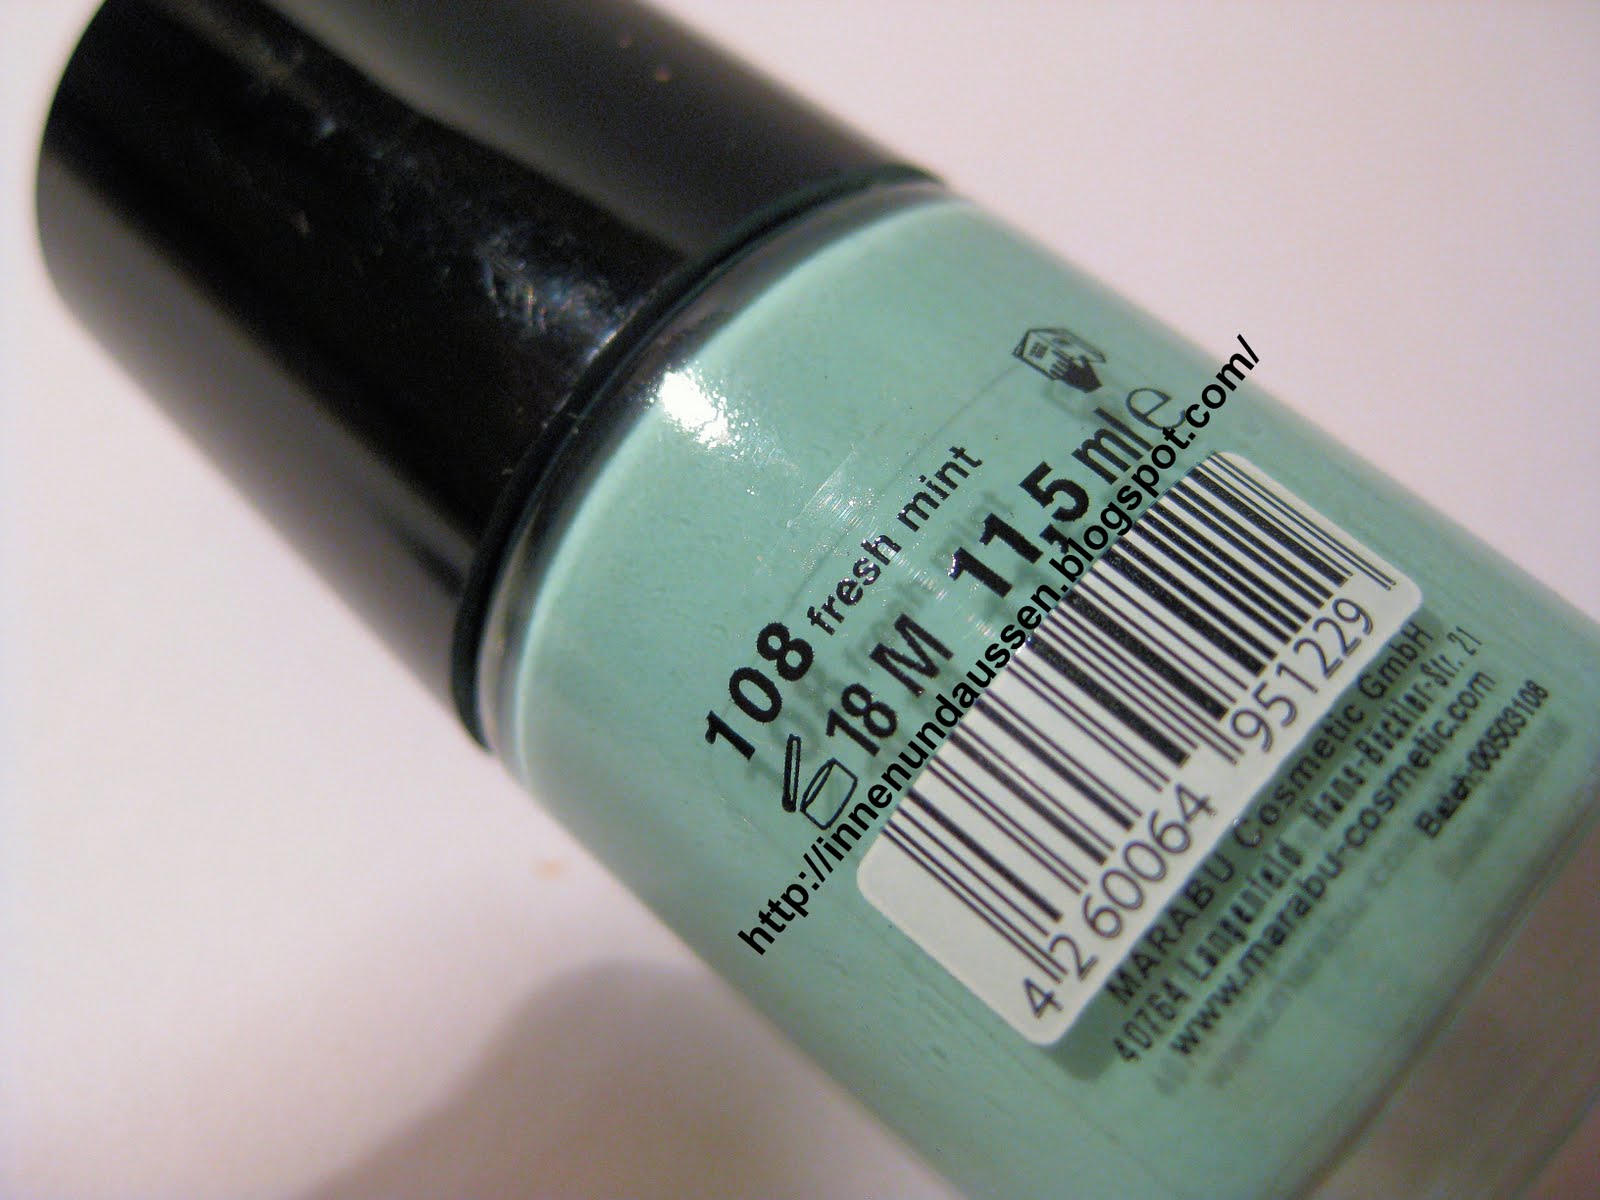 108 fresh mint
18 M 11,5 ml e
http://innenundaussen.blogspot.com/
4 260064 951229
MARABU Cosmetic GmbH
40764 Langenfeld Hans-Böckler-Str. 21
www.marabu-cosmetic.com
Batch:00503108